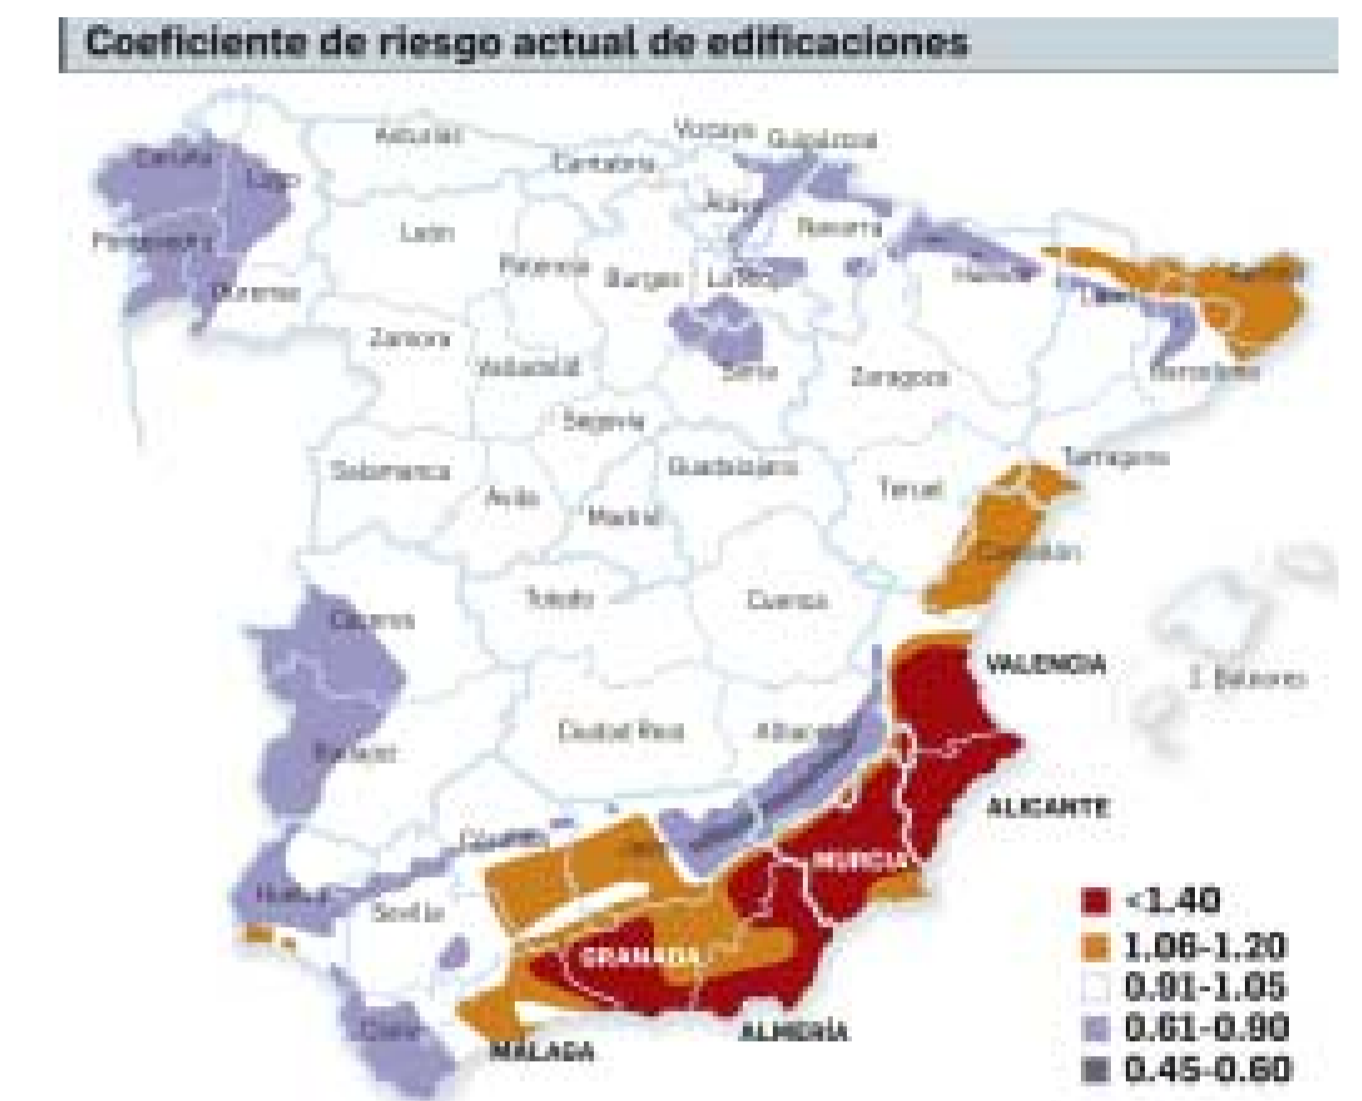 Coeficiente de riesgo actual de edificaciones
Asturias
Vizcaya
Guipúzcoa
Coruña
Cantabria
Lugo
Álava
Navarra
León
Pontevedra
Palencia
Burgos
La Rioja
Huesca
Ourense
Zamora
Valladolid
Soria
Zaragoza
Barcelona
Segovia
Salamanca
Guadalajara
Tarragona
Ávila
Teruel
Madrid
Castellón
Toledo
Cuenca
Cáceres
VALENCIA
I. Baleares
Ciudad Real
Albacete
Badajoz
ALICANTE
MURCIA
Huelva
Sevilla
GRANADA
ALMERÍA
MÁLAGA
<1.40
1.06-1.20
0.91-1.05
0.61-0.90
0.45-0.60